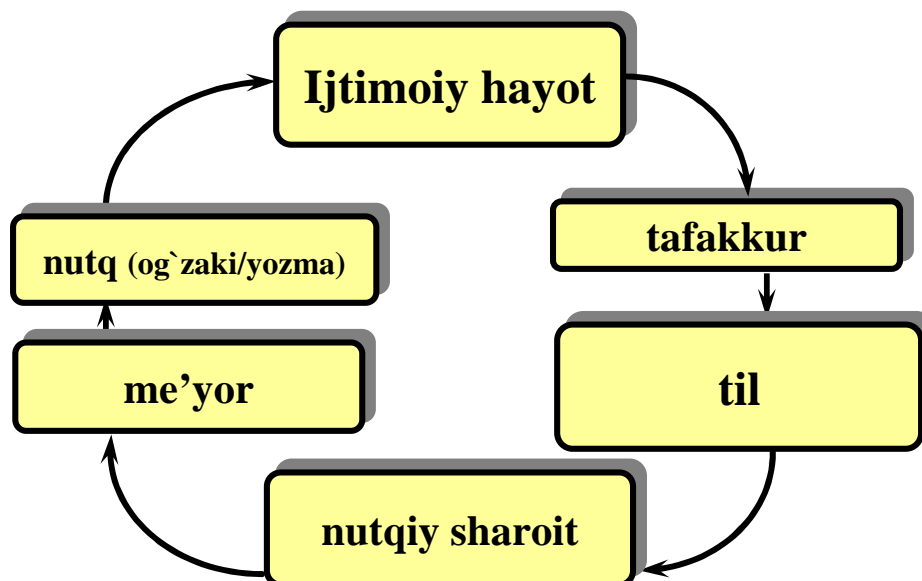 Ijtimoiy hayot
tafakkur
til
nutqiy sharoit
me’yor
nutq (og`zaki/yozma)